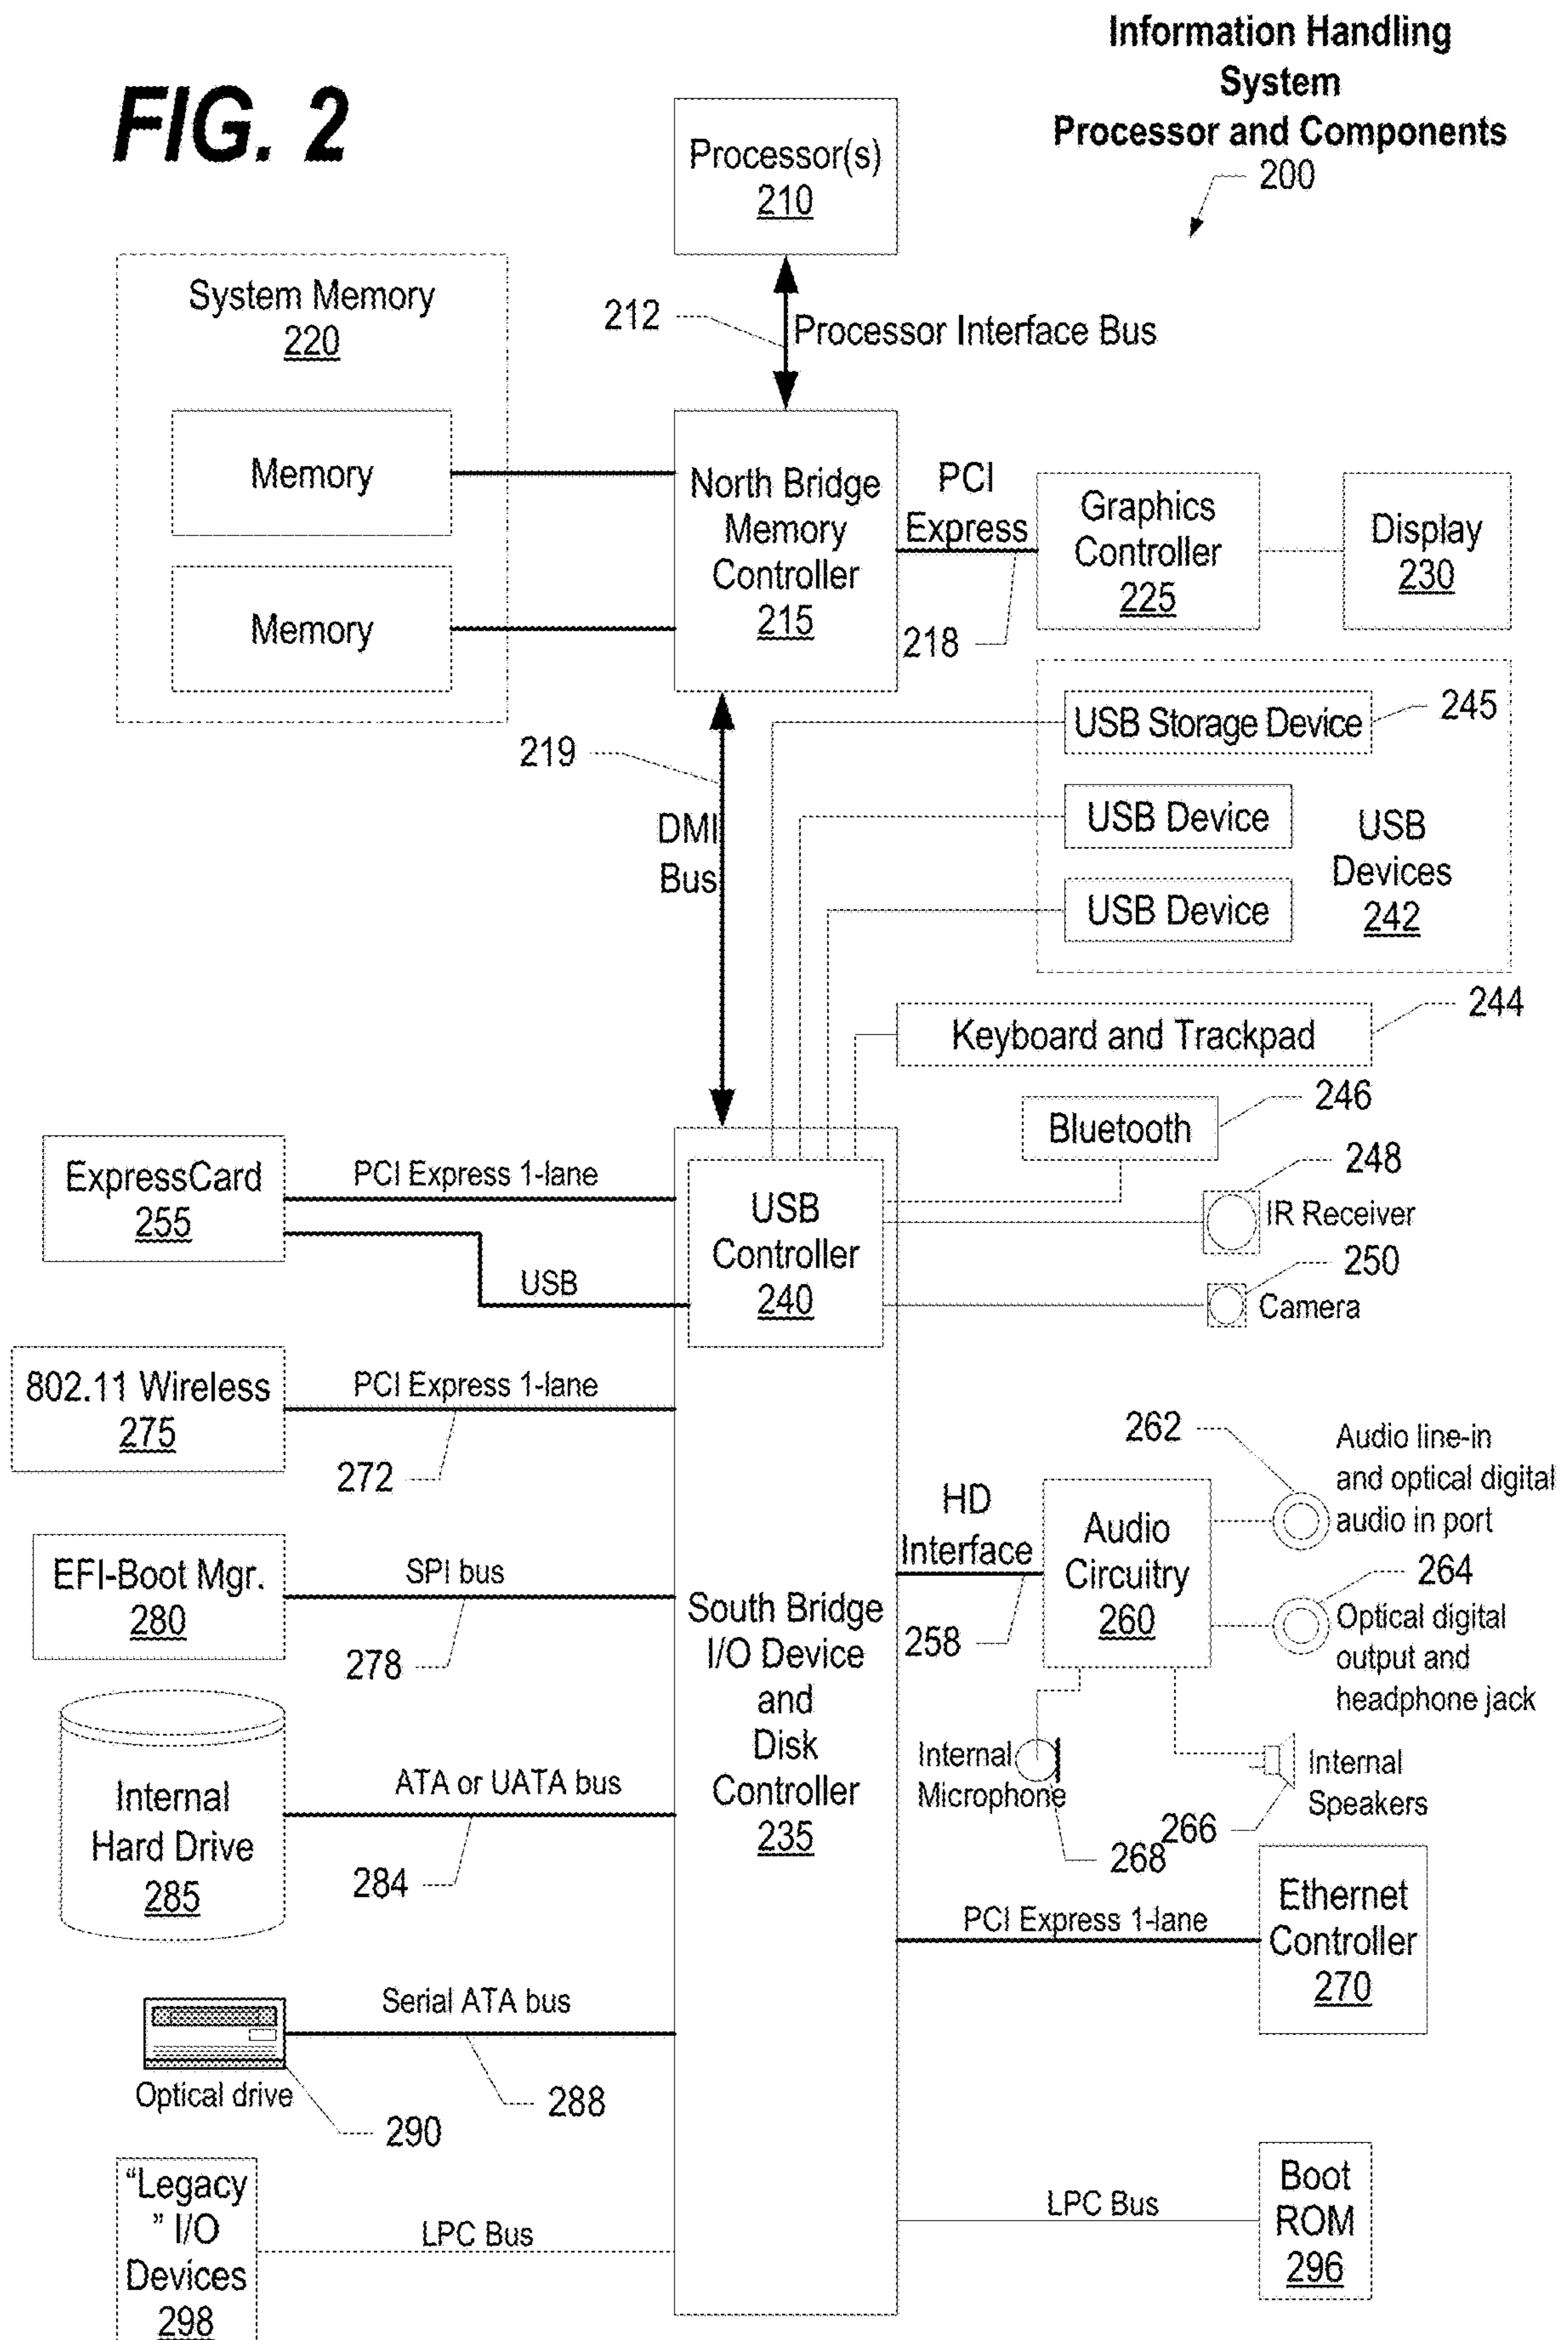 FIG. 2
Information Handling
System
Processor and Components
200
Processor(s)
210
212
Processor Interface Bus
System Memory
220
Memory
Memory
North Bridge
Memory
Controller
215
PCI
Express
218
Graphics
Controller
225
Display
230
219
DMI
Bus
USB Storage Device
245
USB Device
USB Device
USB
Devices
242
Keyboard and Trackpad
244
Bluetooth
246
248
IR Receiver
250
Camera
ExpressCard
255
PCI Express 1-lane
USB
USB
Controller
240
802.11 Wireless
275
PCI Express 1-lane
272
EFI-Boot Mgr.
280
SPI bus
278
South Bridge
I/O Device
and
Disk
Controller
235
HD
Interface
258
Audio
Circuitry
260
262
Audio line-in
and optical digital
audio in port
264
Optical digital
output and
headphone jack
Internal
Microphone
268
266
Internal
Speakers
Internal
Hard Drive
285
ATA or UATA bus
284
PCI Express 1-lane
Ethernet
Controller
270
Optical drive
290
Serial ATA bus
288
“Legacy
” I/O
Devices
298
LPC Bus
LPC Bus
Boot
ROM
296